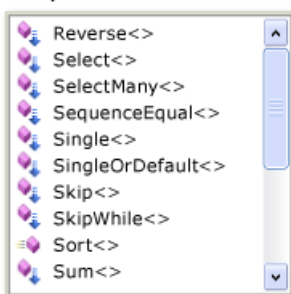 Reverse<>
Select<>
SelectMany<>
SequenceEqual<>
Single<>
SingleOrDefault<>
Skip<>
SkipWhile<>
Sort<>
Sum<>